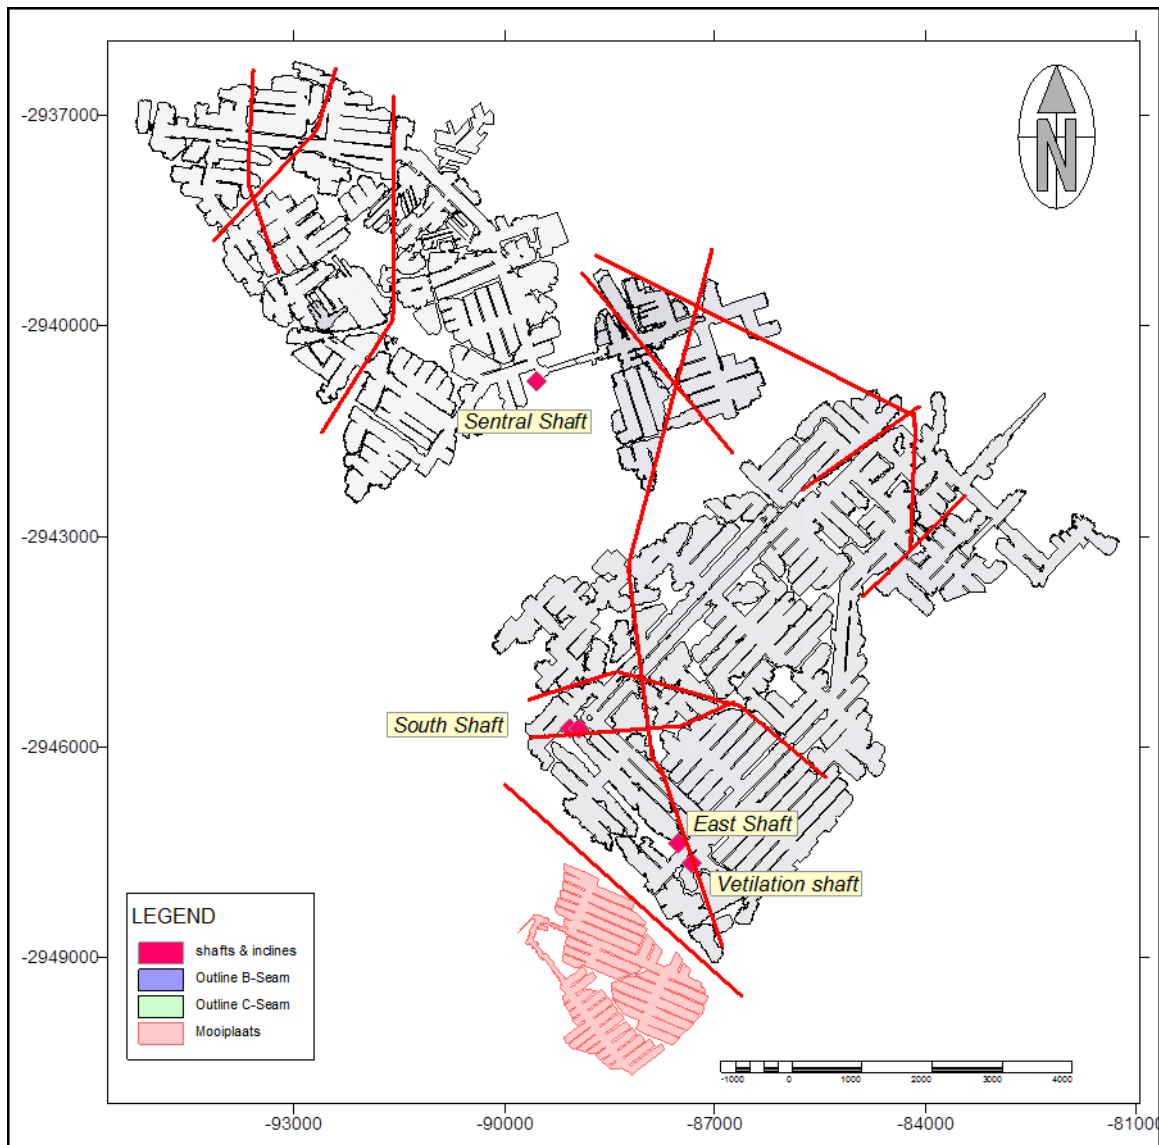 N
-2937000
-2940000
Sentral Shaft
-2943000
South Shaft
-2946000
East Shaft
Vetilation shaft
LEGEND
shafts & inclines
Outline B-Seam
Outline C-Seam
Mooiplaats
-2949000
-1000 0 1000 2000 3000 4000
-93000 -90000 -87000 -84000 -81000